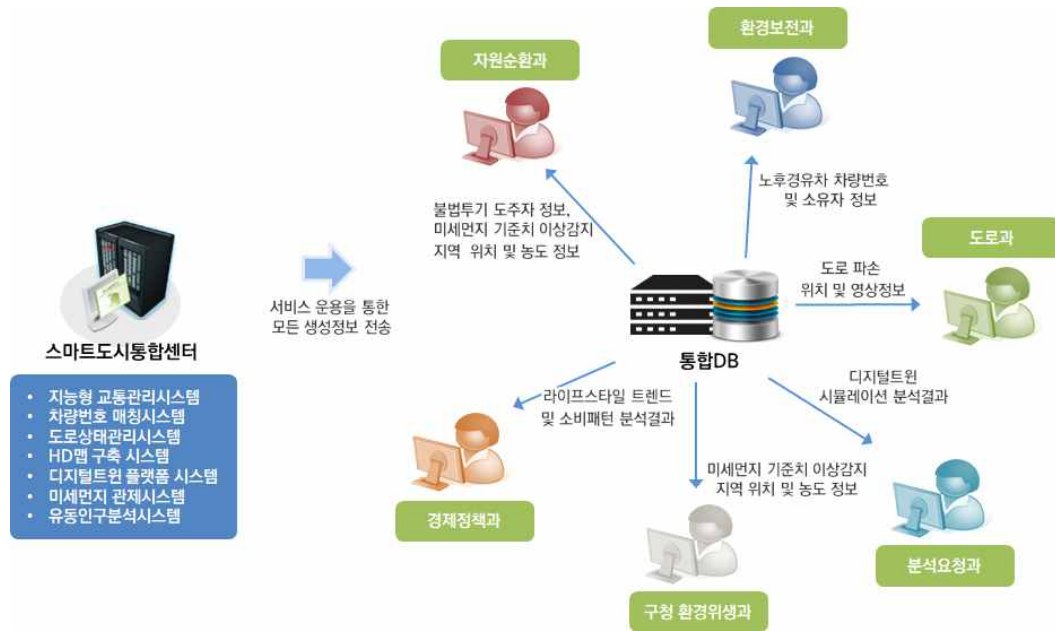 환경보전과
자원순환과
노후경유차 차량번호
및 소유자 정보
불법투기 도주자 정보,
미세먼지 기준치 이상감지
지역 위치 및 농도 정보
도로과
도로 파손
위치 및 영상정보
서비스 운용을 통한
모든 생성정보 전송
스마트도시통합센터
통합DB
• 지능형 교통관리시스템
• 차량번호 매칭시스템
• 도로상태관리시스템
• HD맵 구축 시스템
• 디지털트윈 플랫폼 시스템
• 미세먼지 관제시스템
• 유동인구분석시스템
라이프스타일 트렌드
및 소비패턴 분석결과
디지털트윈
시뮬레이션 분석결과
미세먼지 기준치 이상감지
지역 위치 및 농도 정보
경제정책과
분석요청과
구청 환경위생과